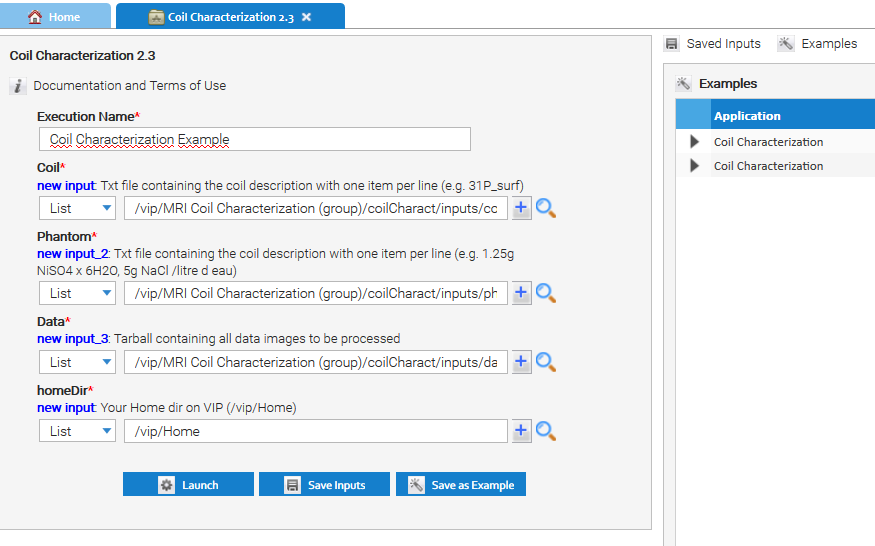 Home
Coil Characterization 2.3
Saved Inputs
Examples
Coil Characterization 2.3
Documentation and Terms of Use
Execution Name*
Coil Characterization Example
Coil*
new input: Txt file containing the coil description with one item per line (e.g. 31P_surf)
List /vip/MRI Coil Characterization (group)/coilCharact/inputs/co
Phantom*
new input_2: Txt file containing the coil description with one item per line (e.g. 1.25g
NiSO4 x 6H2O, 5g NaCl /litre d eau)
List /vip/MRI Coil Characterization (group)/coilCharact/inputs/ph
Data*
new input_3: Tarball containing all data images to be processed
List /vip/MRI Coil Characterization (group)/coilCharact/inputs/da
homeDir*
new input: Your Home dir on VIP (/vip/Home)
List /vip/Home
Launch
Save Inputs
Save as Example
Examples
Application
Coil Characterization
Coil Characterization